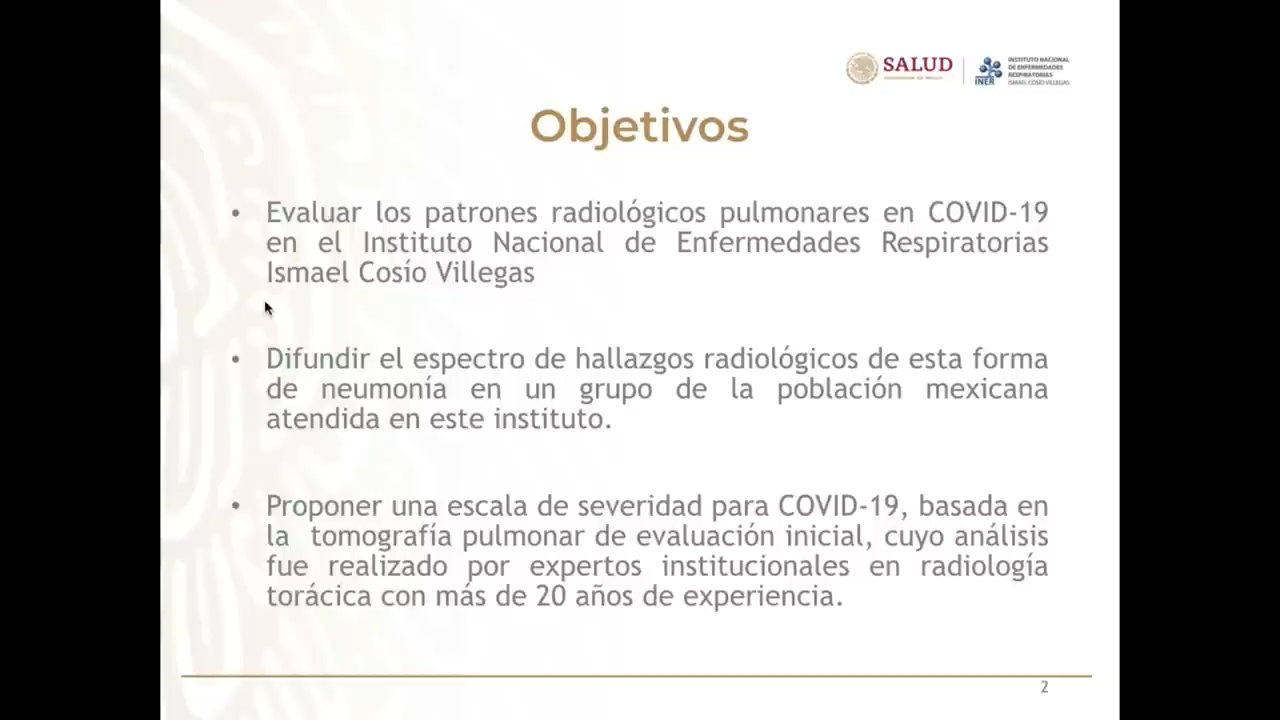 SALUD
INER
INSTITUTO NACIONAL
DE ENFERMEDADES
RESPIRATORIAS
ISMAEL COSÍO VILLEGAS
Objetivos
• Evaluar los patrones radiológicos pulmonares en COVID-19
en el Instituto Nacional de Enfermedades Respiratorias
Ismael Cosío Villegas
• Difundir el espectro de hallazgos radiológicos de esta forma
de neumonía en un grupo de la población mexicana
atendida en este instituto.
• Proponer una escala de severidad para COVID-19, basada en
la tomografía pulmonar de evaluación inicial, cuyo análisis
fue realizado por expertos institucionales en radiología
torácica con más de 20 años de experiencia.
2